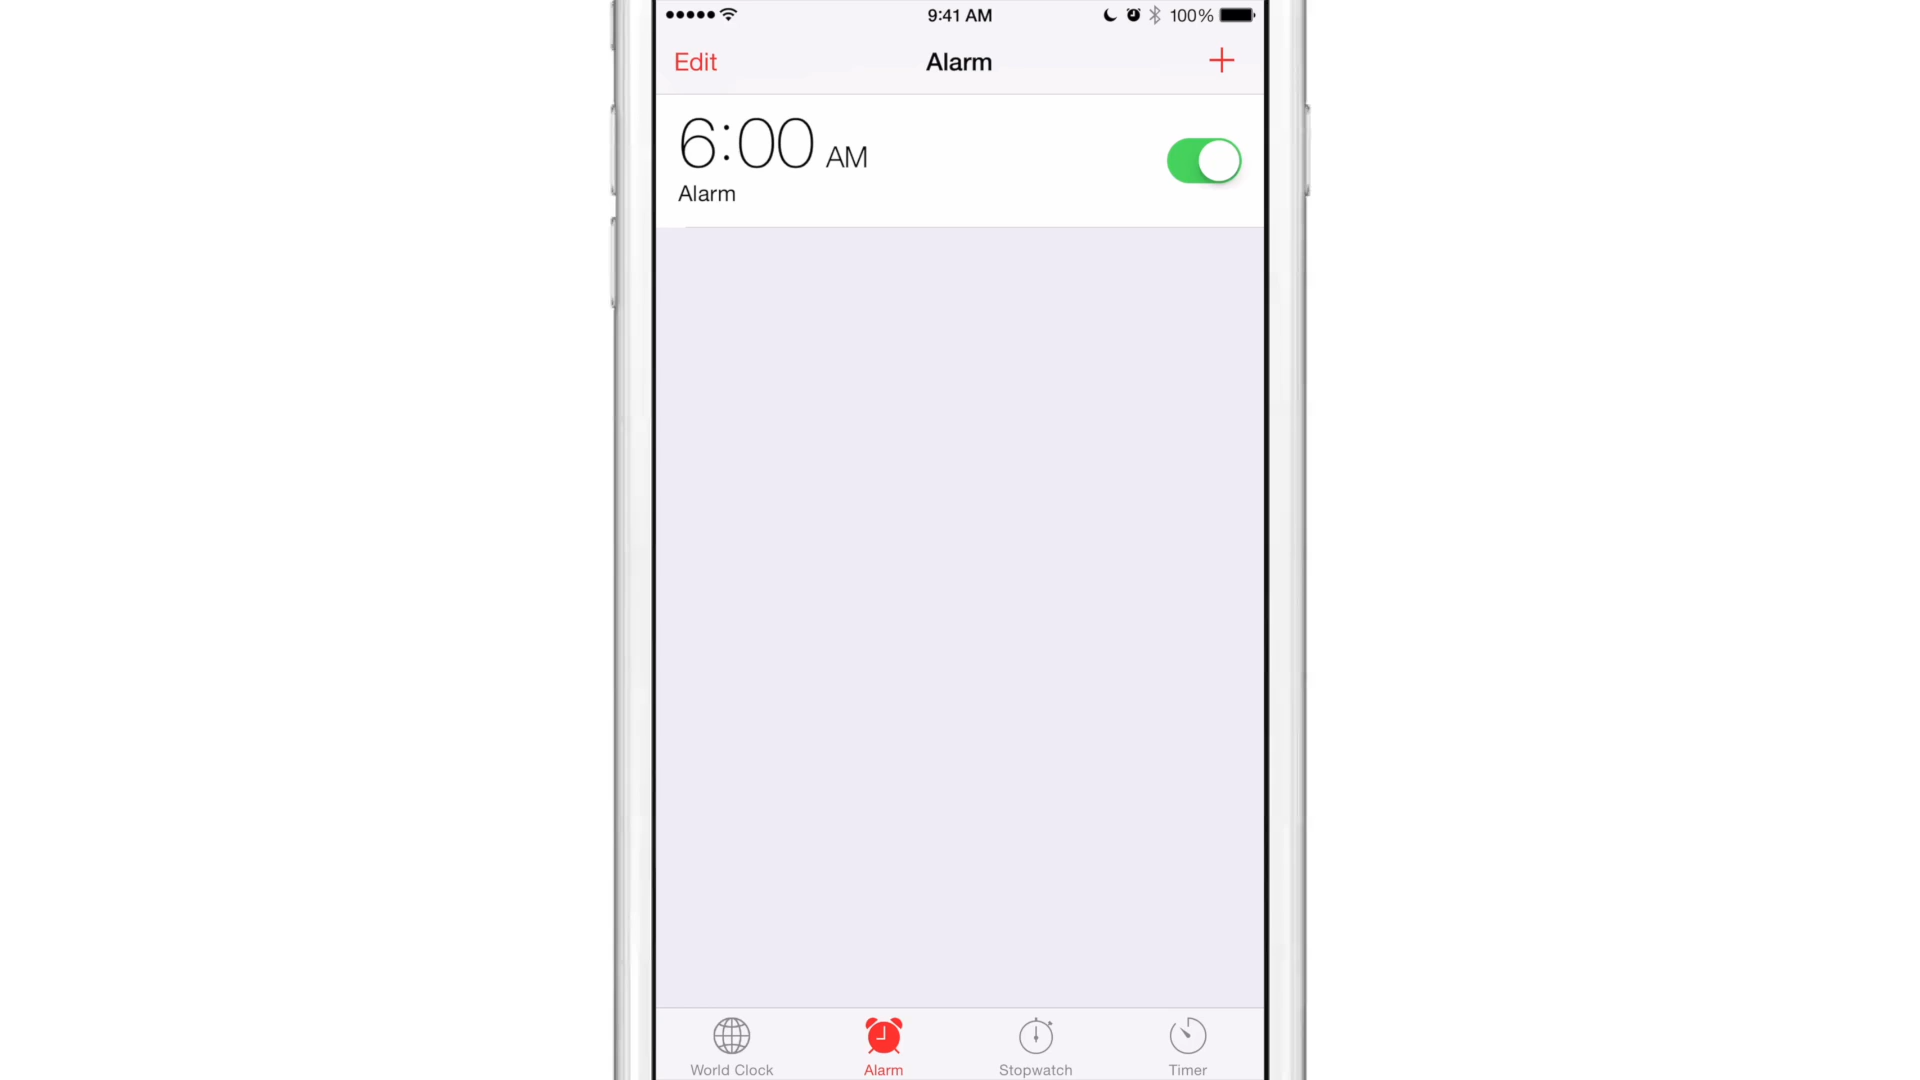 9:41 AM 100%
Edit Alarm +
6:00 AM
Alarm
World Clock Alarm Stopwatch Timer